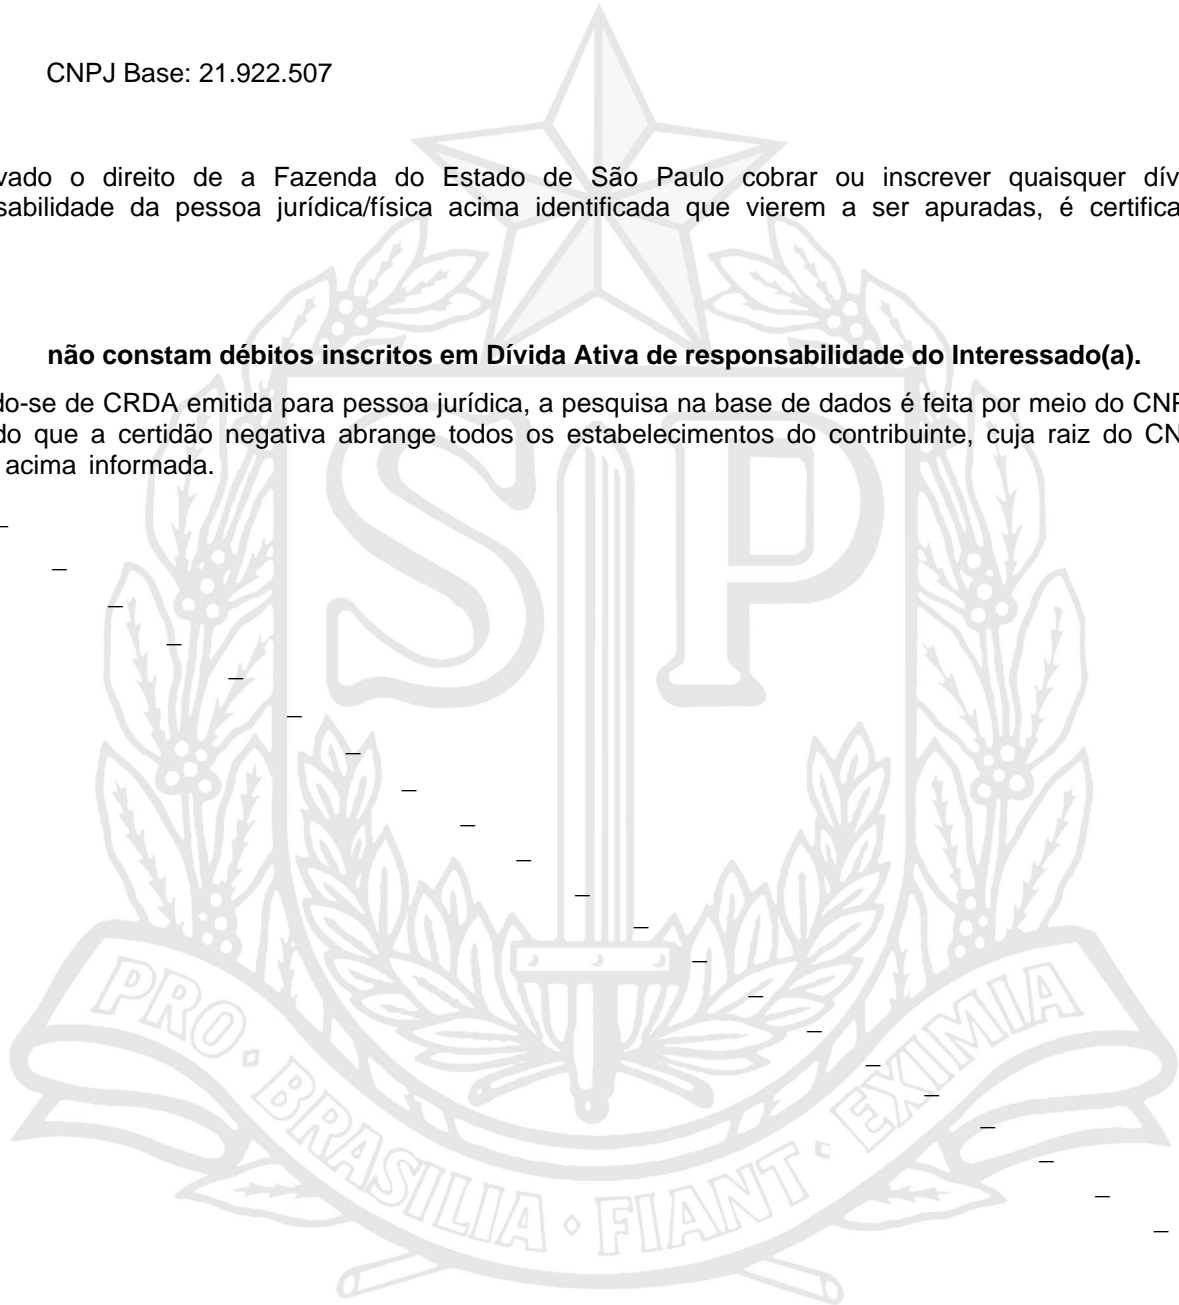 CNPJ Base: 21.922.507
vado o direito de a Fazenda do Estado de São Paulo cobrar ou inscrever quaisquer dív
sabilidade da pessoa jurídica/física acima identificada que vierem a ser apuradas, é certifica
não constam débitos inscritos em Dívida Ativa de responsabilidade do Interessado(a).
do-se de CRDA emitida para pessoa jurídica, a pesquisa na base de dados é feita por meio do CNP
do que a certidão negativa abrange todos os estabelecimentos do contribuinte, cuja raiz do CN
acima informada.
SP
PRO · BRASILIA · FIANT · EXIMIA